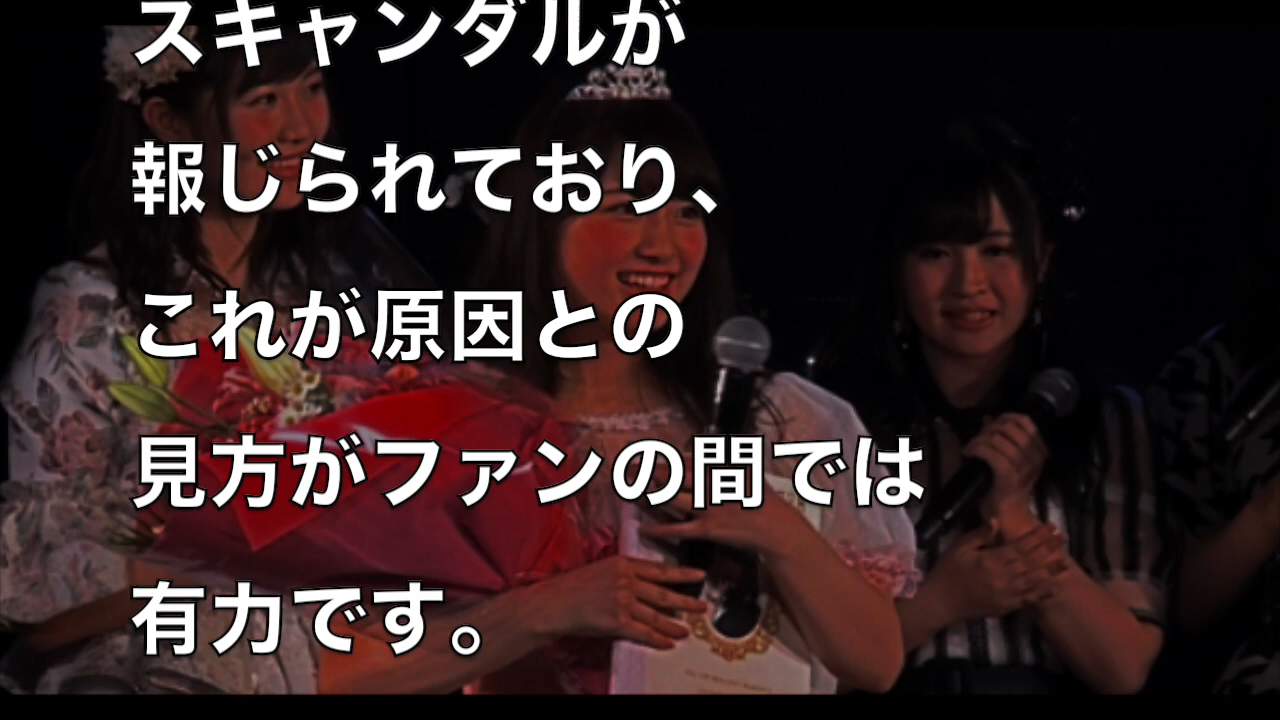 スキャンダルが
報じられており、
これが原因との
見方がファンの間では
有力です。